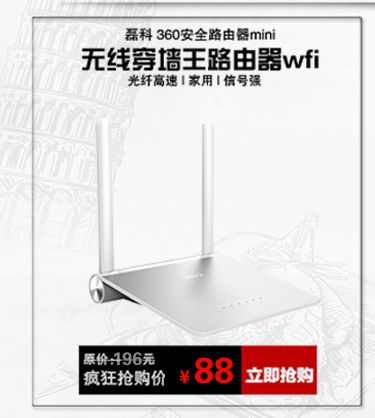 磊科 360安全路由器mini
无线穿墙王路由器wfi
光纤高速 | 家用 | 信号强
原价:196元
疯狂抢购价 ¥88 立即抢购